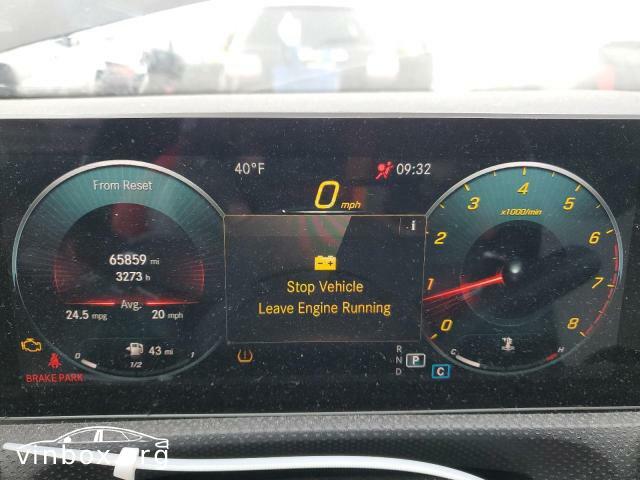 From Reset
65859 mi
3273 h
Avg.
24.5 mpg 20 mph
43 mi
0 1/2 1
BRAKE PARK
40°F 09:32
0 mph
i
Stop Vehicle
Leave Engine Running
R
N P
D C
0 1 2 3 4 5 6 7 8
x1000/min
C H
vinbox.org